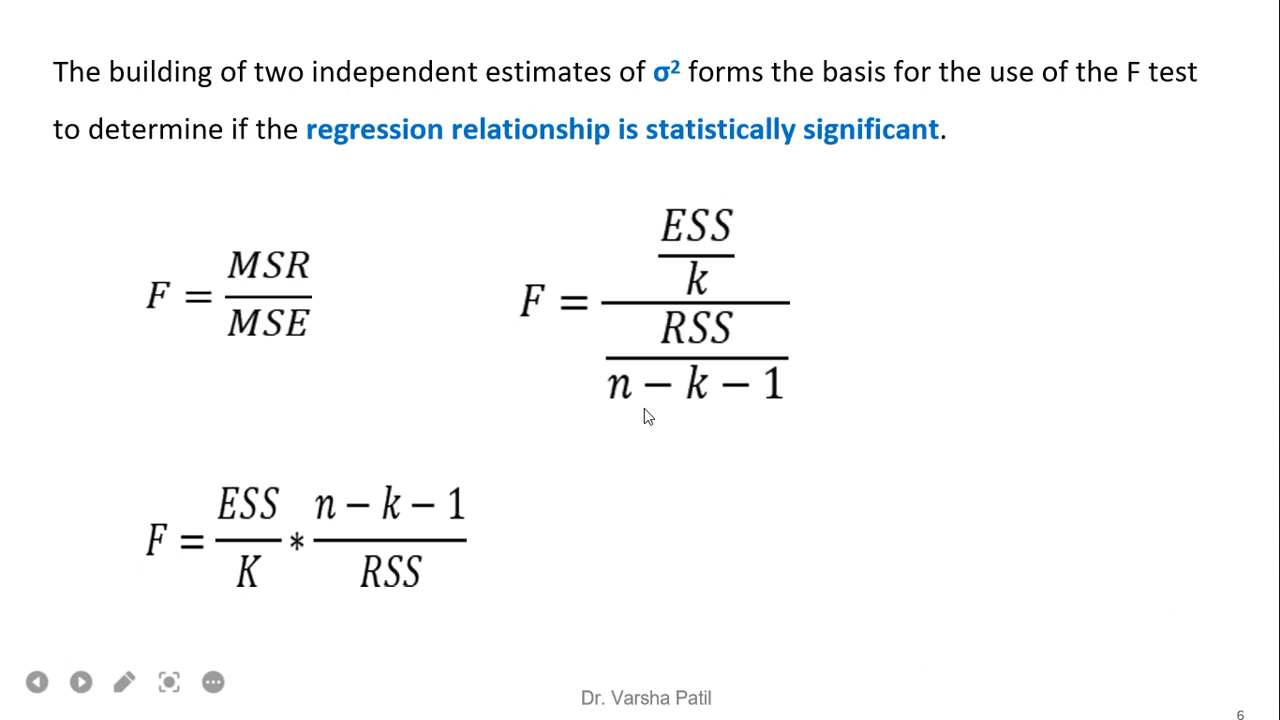 The building of two independent estimates of σ² forms the basis for the use of the F test
to determine if the regression relationship is statistically significant.
F = MSR / MSE
F = (ESS / k) / (RSS / (n − k − 1))
F = ESS / K * (n − k − 1) / RSS
Dr. Varsha Patil
6